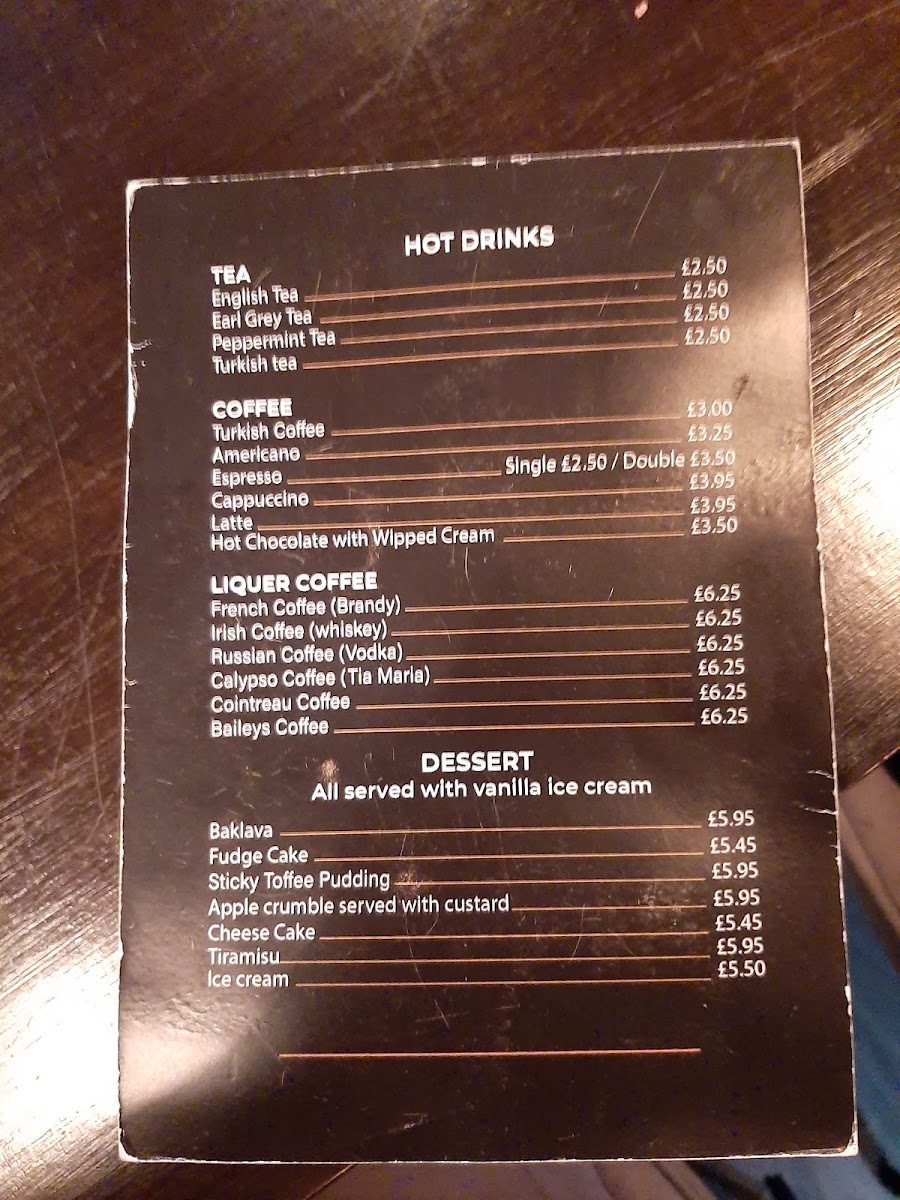 HOT DRINKS
TEA
English Tea £2.50
Earl Grey Tea £2.50
Peppermint Tea £2.50
Turkish tea £2.50
COFFEE
Turkish Coffee £3.00
Americano £3.25
Espresso Single £2.50 / Double £3.50
Cappuccino £3.95
Latte £3.95
Hot Chocolate with Wipped Cream £3.50
LIQUER COFFEE
French Coffee (Brandy) £6.25
Irish Coffee (whiskey) £6.25
Russian Coffee (Vodka) £6.25
Calypso Coffee (Tia Maria) £6.25
Cointreau Coffee £6.25
Baileys Coffee £6.25
DESSERT
All served with vanilla ice cream
Baklava £5.95
Fudge Cake £5.45
Sticky Toffee Pudding £5.95
Apple crumble served with custard £5.95
Cheese Cake £5.45
Tiramisu £5.95
Ice cream £5.50